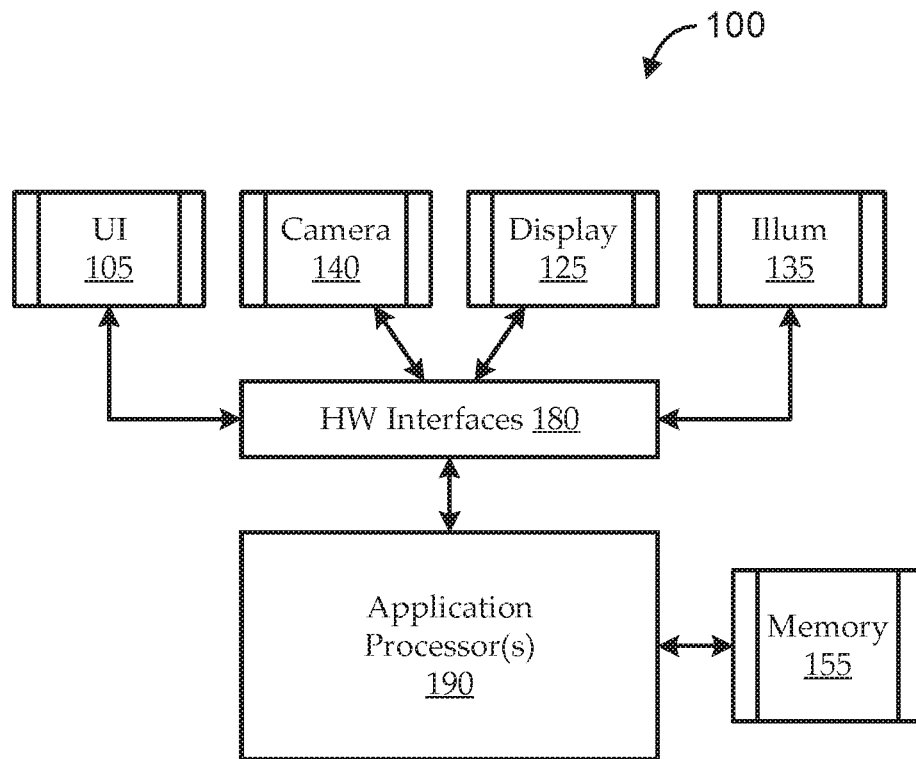 100
UI
105
Camera
140
Display
125
Illum
135
HW Interfaces 180
Application
Processor(s)
190
Memory
155